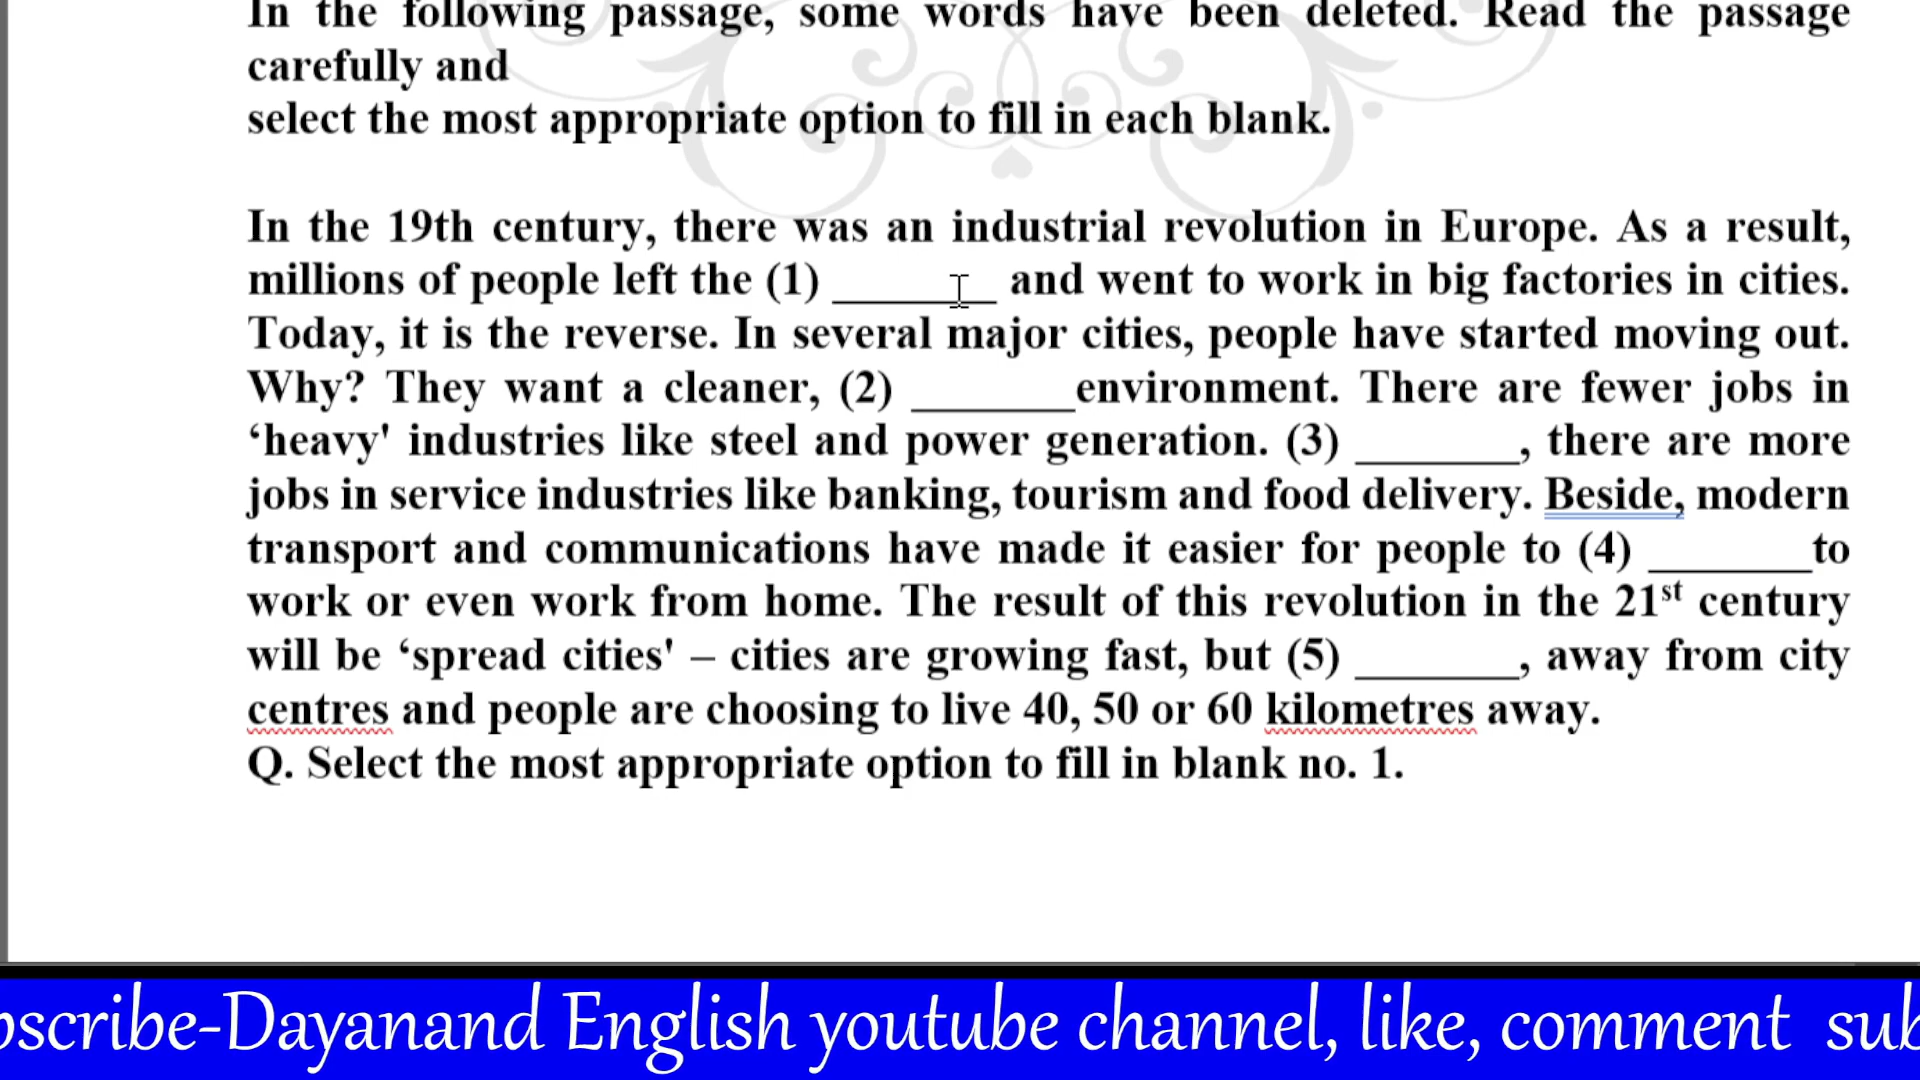 In the following passage, some words have been deleted. Read the passage
carefully and
select the most appropriate option to fill in each blank.
In the 19th century, there was an industrial revolution in Europe. As a result,
millions of people left the (1) ________ and went to work in big factories in cities.
Today, it is the reverse. In several major cities, people have started moving out.
Why? They want a cleaner, (2) ________environment. There are fewer jobs in
‘heavy' industries like steel and power generation. (3) ________, there are more
jobs in service industries like banking, tourism and food delivery. Beside, modern
transport and communications have made it easier for people to (4) ________to
work or even work from home. The result of this revolution in the 21st century
will be ‘spread cities' – cities are growing fast, but (5) ________, away from city
centres and people are choosing to live 40, 50 or 60 kilometres away.
Q. Select the most appropriate option to fill in blank no. 1.
bscribe-Dayanand English youtube channel, like, comment sub